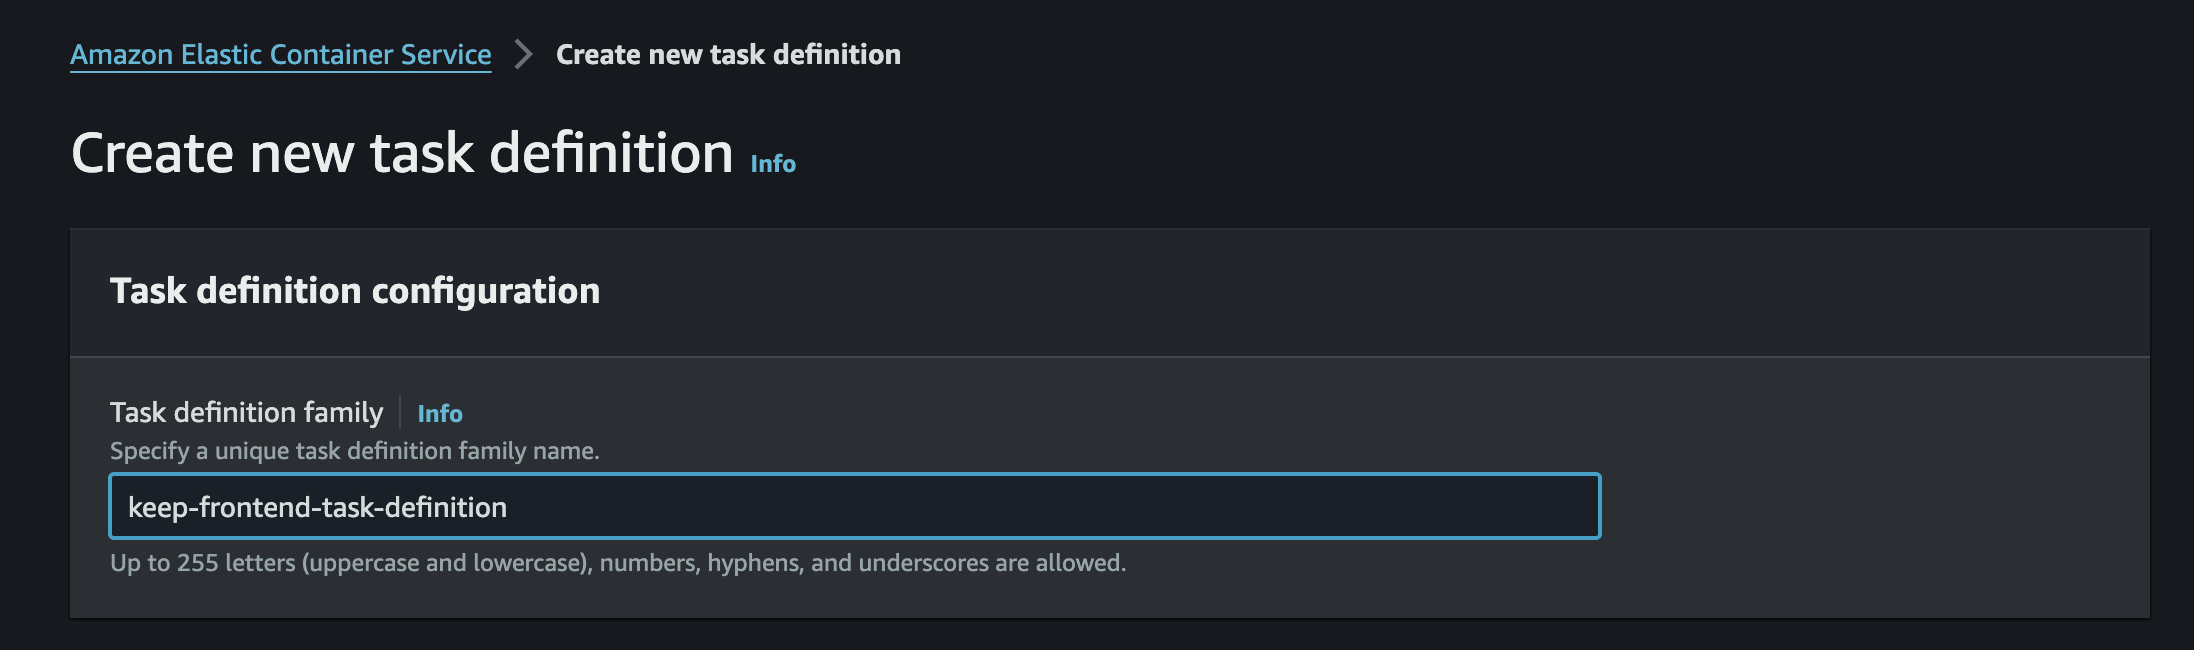 Amazon Elastic Container Service > Create new task definition
Create new task definition Info
Task definition configuration
Task definition family | Info
Specify a unique task definition family name.
keep-frontend-task-definition
Up to 255 letters (uppercase and lowercase), numbers, hyphens, and underscores are allowed.